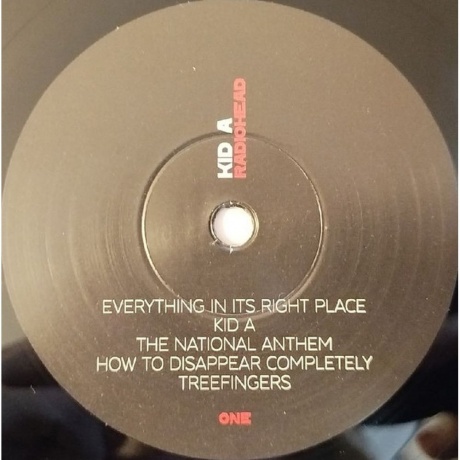 KID A
RADIOHEAD
EVERYTHING IN ITS RIGHT PLACE
KID A
THE NATIONAL ANTHEM
HOW TO DISAPPEAR COMPLETELY
TREEFINGERS
ONE